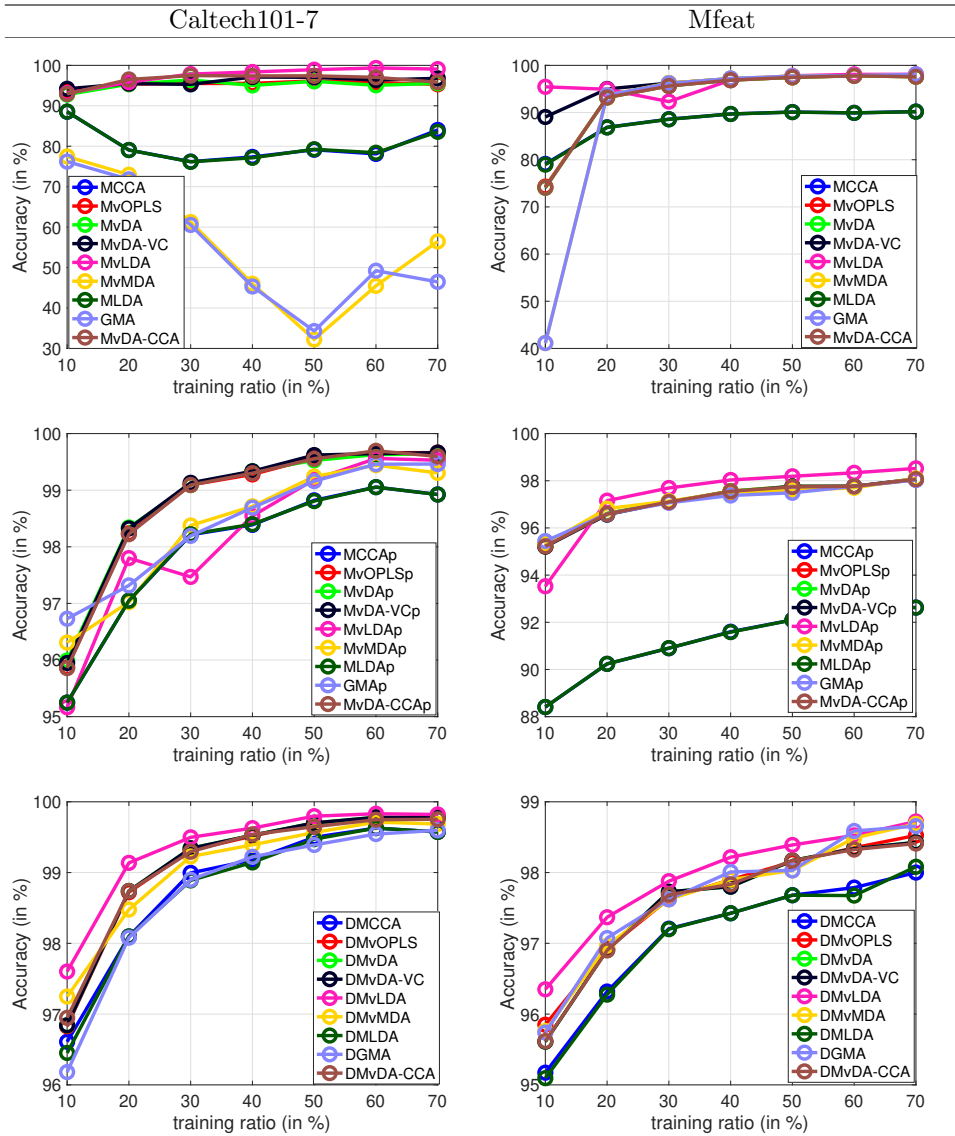 Caltech101-7
Mfeat
100
90
80
70
60
50
40
30
Accuracy (in %)
MCCA
MvOPLS
MvDA
MvDA-VC
MvLDA
MvMDA
MLDA
GMA
MvDA-CCA
10 20 30 40 50 60 70
training ratio (in %)
100
90
80
70
60
50
40
Accuracy (in %)
MCCA
MvOPLS
MvDA
MvDA-VC
MvLDA
MvMDA
MLDA
GMA
MvDA-CCA
10 20 30 40 50 60 70
training ratio (in %)
100
99
98
97
96
95
Accuracy (in %)
MCCAp
MvOPLSp
MvDAp
MvDA-VCp
MvLDAp
MvMDAp
MLDAp
GMAp
MvDA-CCAp
10 20 30 40 50 60 70
training ratio (in %)
100
98
96
94
92
90
88
Accuracy (in %)
MCCAp
MvOPLSp
MvDAp
MvDA-VCp
MvLDAp
MvMDAp
MLDAp
GMAp
MvDA-CCAp
10 20 30 40 50 60 70
training ratio (in %)
100
99
98
97
96
Accuracy (in %)
DMCCA
DMvOPLS
DMvDA
DMvDA-VC
DMvLDA
DMvMDA
DMLDA
DGMA
DMvDA-CCA
10 20 30 40 50 60 70
training ratio (in %)
99
98
97
96
95
Accuracy (in %)
DMCCA
DMvOPLS
DMvDA
DMvDA-VC
DMvLDA
DMvMDA
DMLDA
DGMA
DMvDA-CCA
10 20 30 40 50 60 70
training ratio (in %)